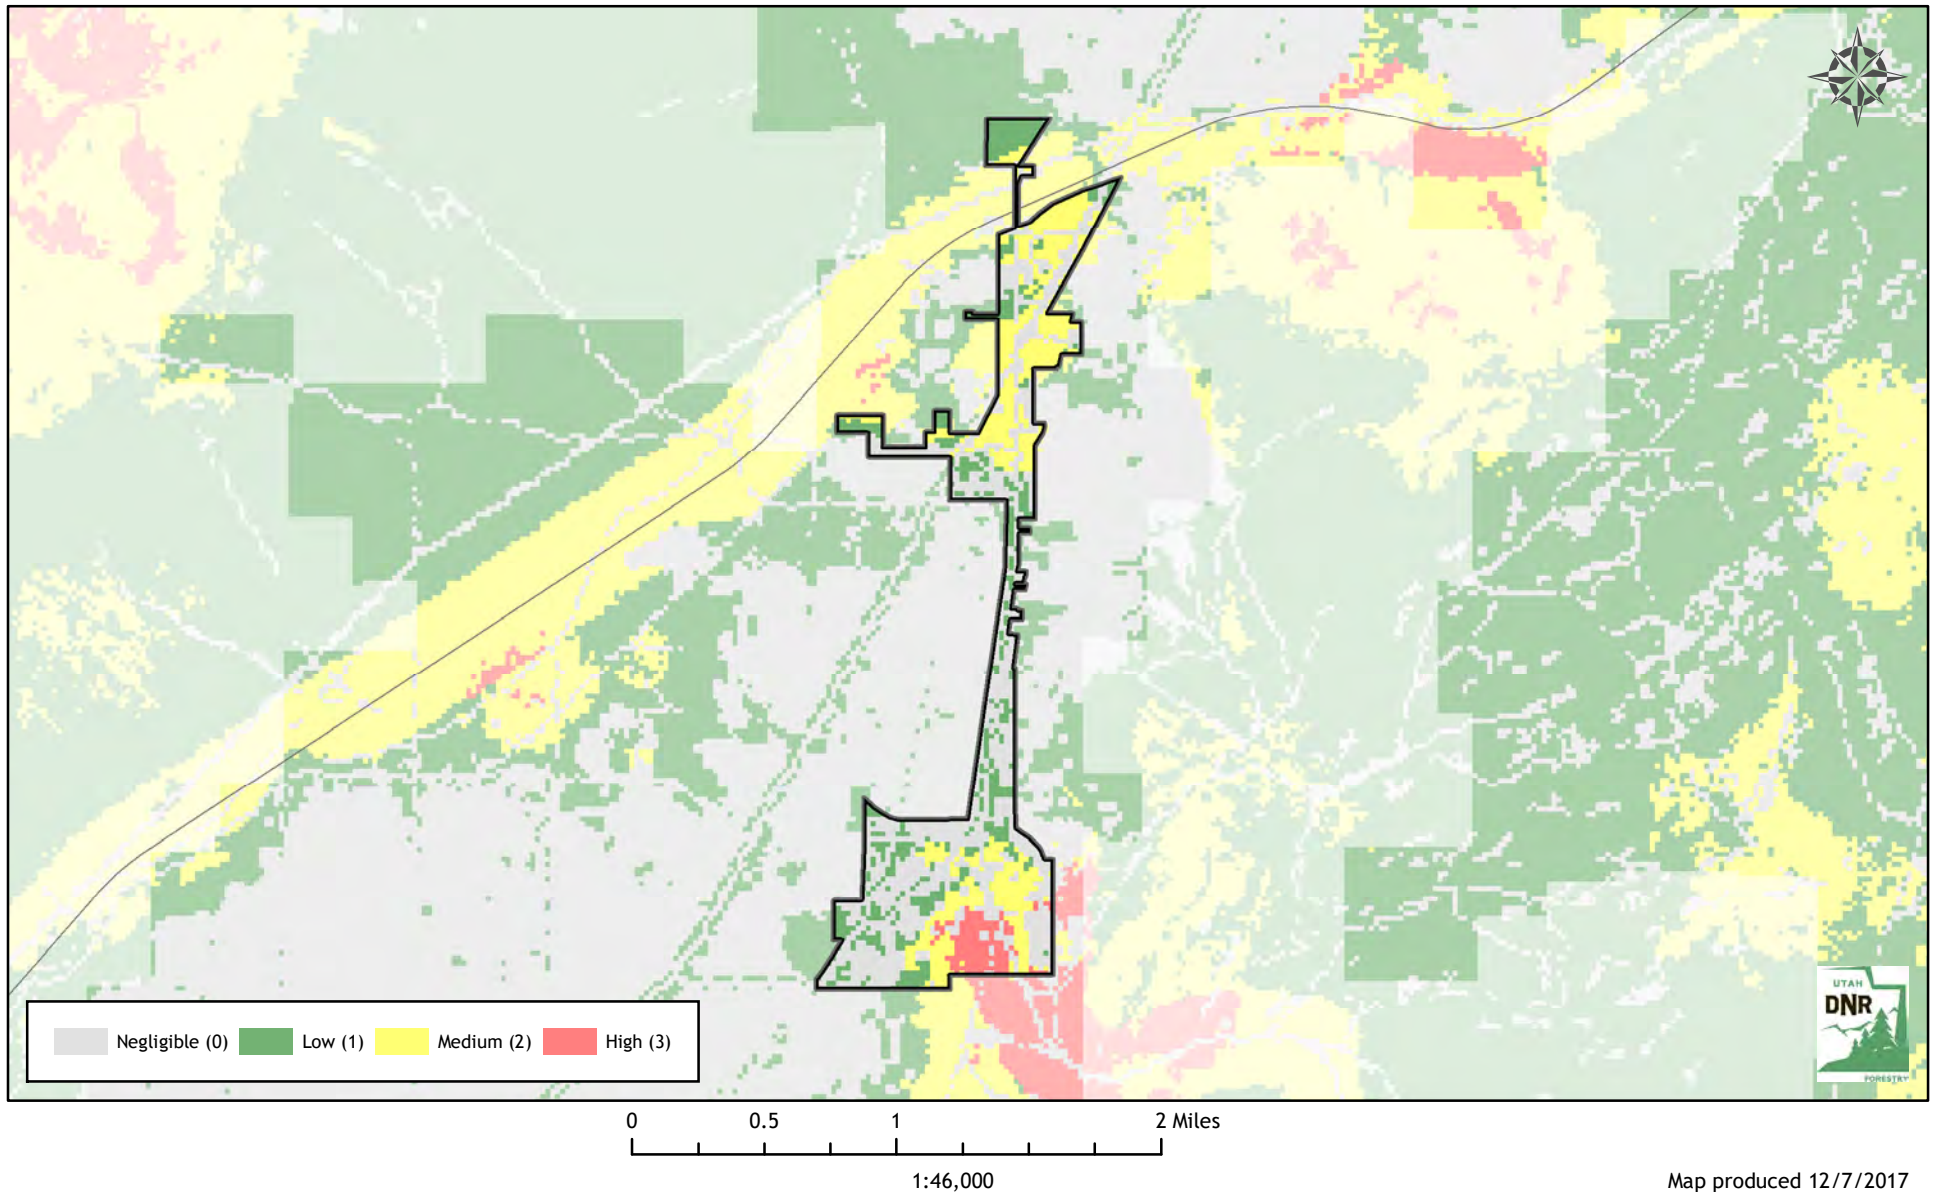 UTAH
DNR
FORESTRY
Negligible (0) Low (1) Medium (2) High (3)
0 0.5 1 2 Miles
1:46,000
Map produced 12/7/2017